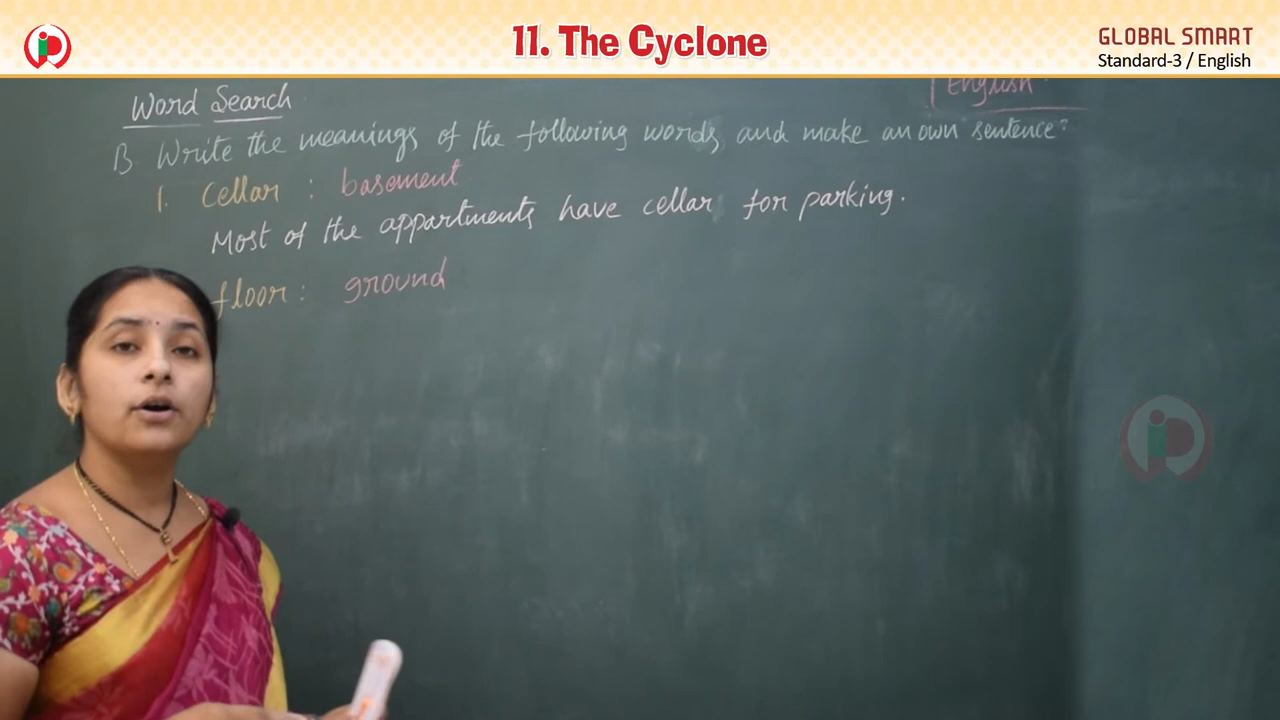 11. The Cyclone
GLOBAL SMART
Standard-3 / English
English
Word Search
B. Write the meanings of the following words, and make an own sentence?
1. Cellar : basement
Most of the appartments have cellar for parking.
floor : ground